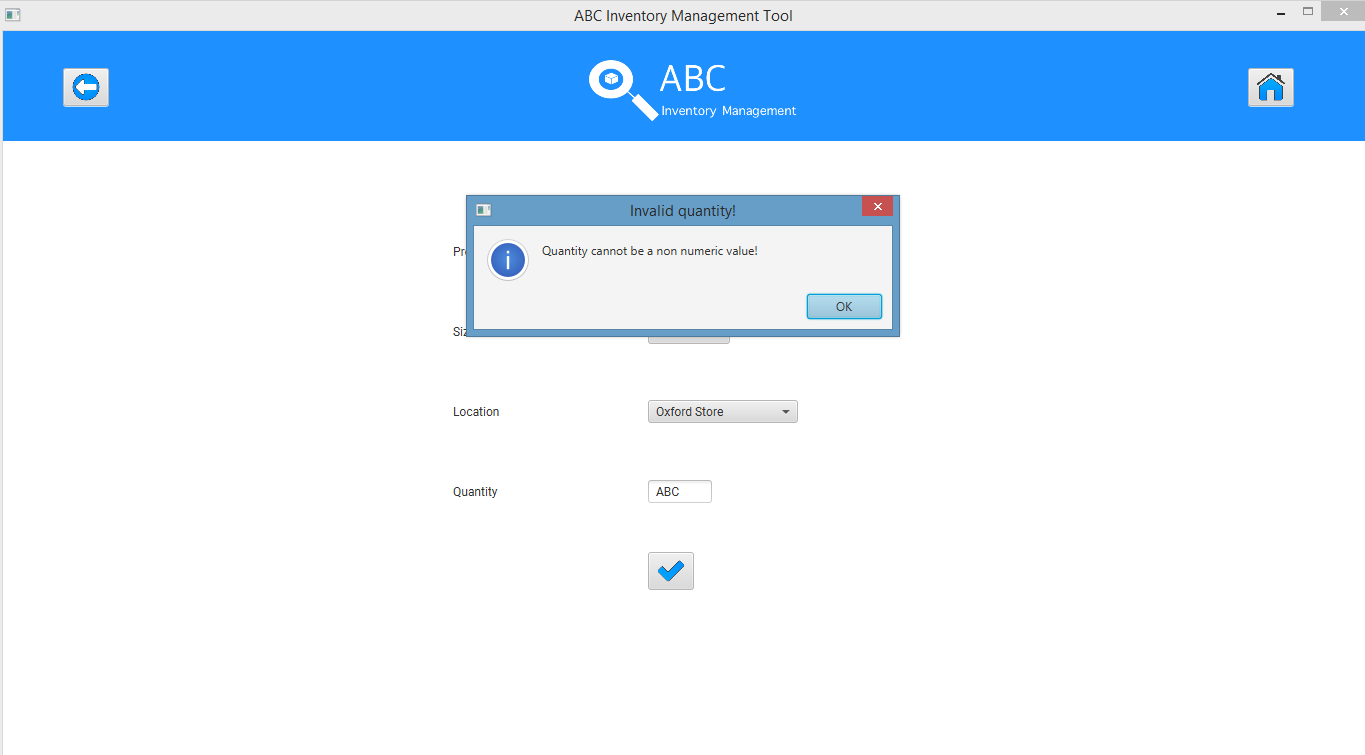 ABC Inventory Management Tool
ABC
Inventory Management
Invalid quantity!
Quantity cannot be a non numeric value!
OK
Location
Oxford Store
Quantity
ABC